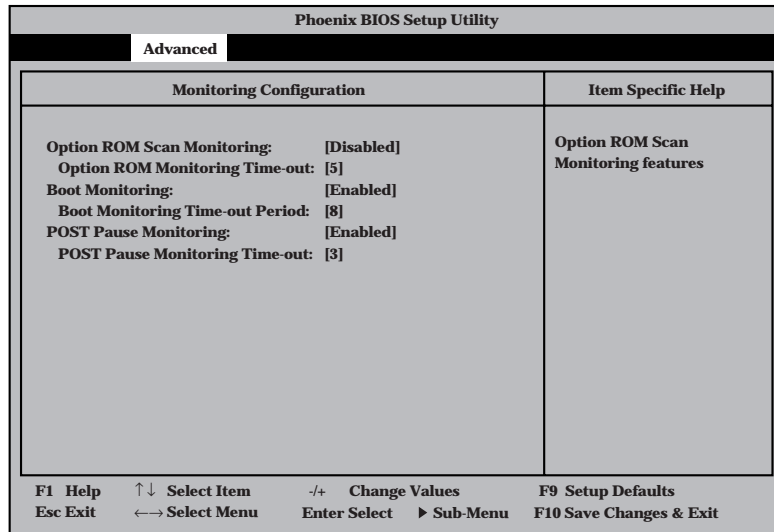 Phoenix BIOS Setup Utility
Advanced
Monitoring Configuration
Item Specific Help
Option ROM Scan Monitoring: [Disabled]
Option ROM Monitoring Time-out: [5]
Boot Monitoring: [Enabled]
Boot Monitoring Time-out Period: [8]
POST Pause Monitoring: [Enabled]
POST Pause Monitoring Time-out: [3]
Option ROM Scan
Monitoring features
F1 Help ↑↓ Select Item -/+ Change Values F9 Setup Defaults
Esc Exit ←→ Select Menu Enter Select ▶ Sub-Menu F10 Save Changes & Exit